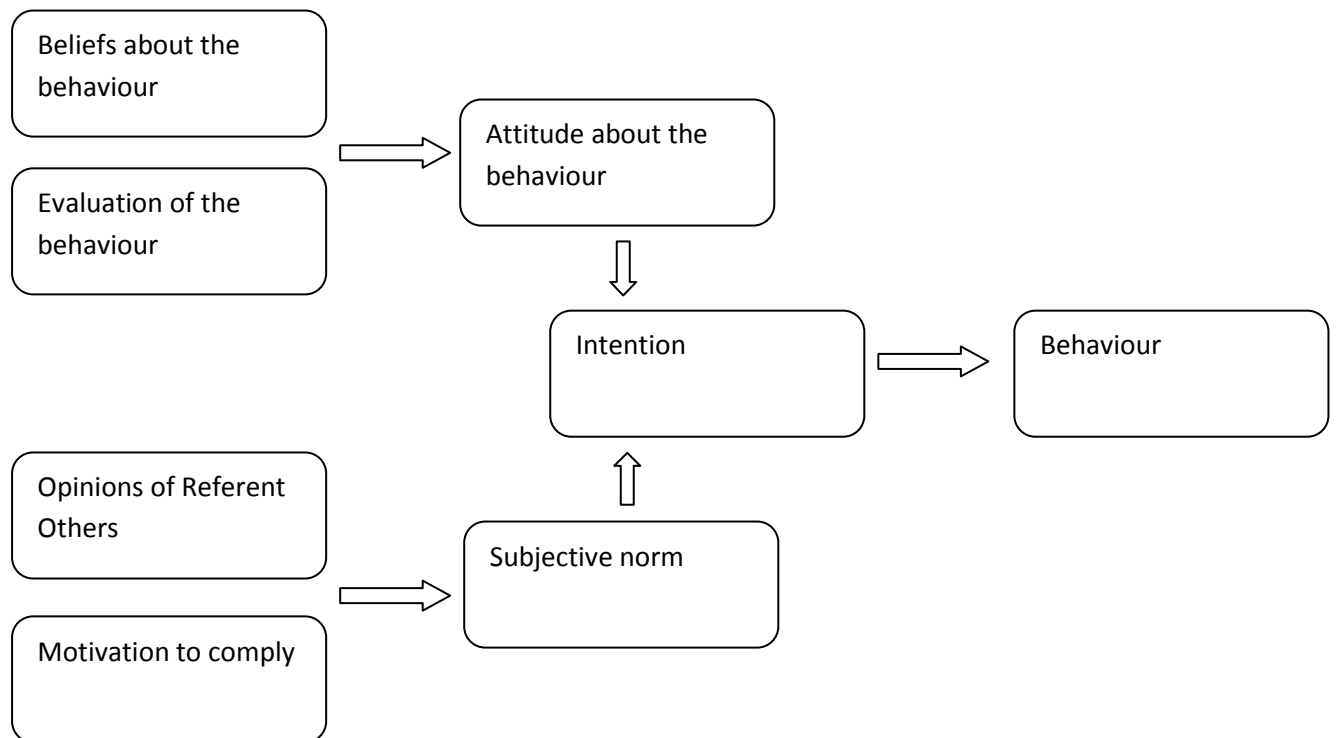 Beliefs about the
behaviour
Evaluation of the
behaviour
Attitude about the
behaviour
Intention
Behaviour
Opinions of Referent
Others
Motivation to comply
Subjective norm